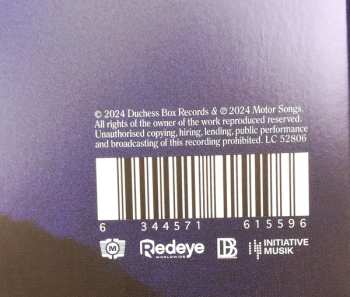 © 2024 Duchess Box Records & ℗ 2024 Motor Songs.
All rights of the owner of the work reproduced reserved.
Unauthorised copying, hiring, lending, public performance
and broadcasting of this recording prohibited. LC 52806
6 344571 615596
M Redeye B INITIATIVE
WORLDWIDE MUSIK